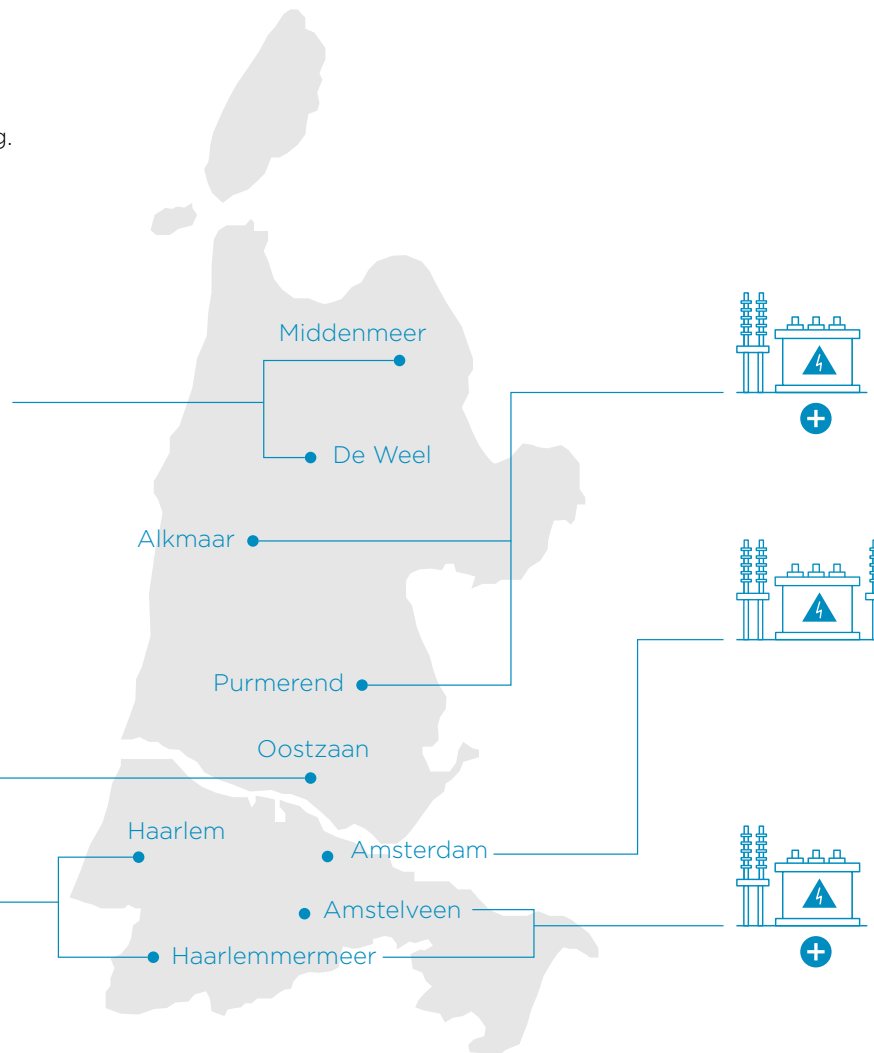 g.
Middenmeer
De Weel
Alkmaar
Purmerend
Oostzaan
Haarlem
Amsterdam
Amstelveen
Haarlemmermeer